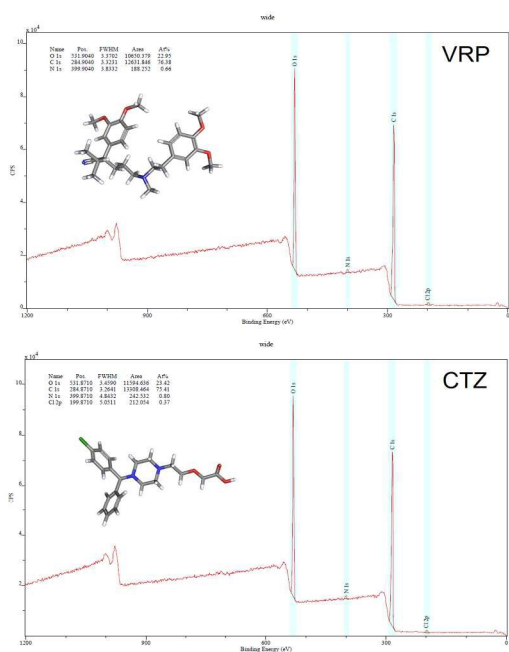 wide
x 10^4
VRP
Name Pos. FWHM Area At%
O 1s 531.9040 3.3702 10650.379 22.95
C 1s 284.9040 3.3231 12631.846 76.38
N 1s 399.9040 3.8332 188.252 0.66
O 1s
C 1s
N 1s
Cl 2p
10
8
6
4
2
0
CPS
1200 900 600 300 0
Binding Energy (eV)
wide
x 10^4
CTZ
Name Pos. FWHM Area At%
O 1s 531.8710 3.4590 11594.636 23.42
C 1s 284.8710 3.2641 13308.464 75.41
N 1s 399.8710 4.8432 242.532 0.80
Cl 2p 199.8710 5.0511 212.054 0.37
O 1s
C 1s
N 1s
Cl 2p
10
8
6
4
2
CPS
1200 900 600 300 0
Binding Energy (eV)